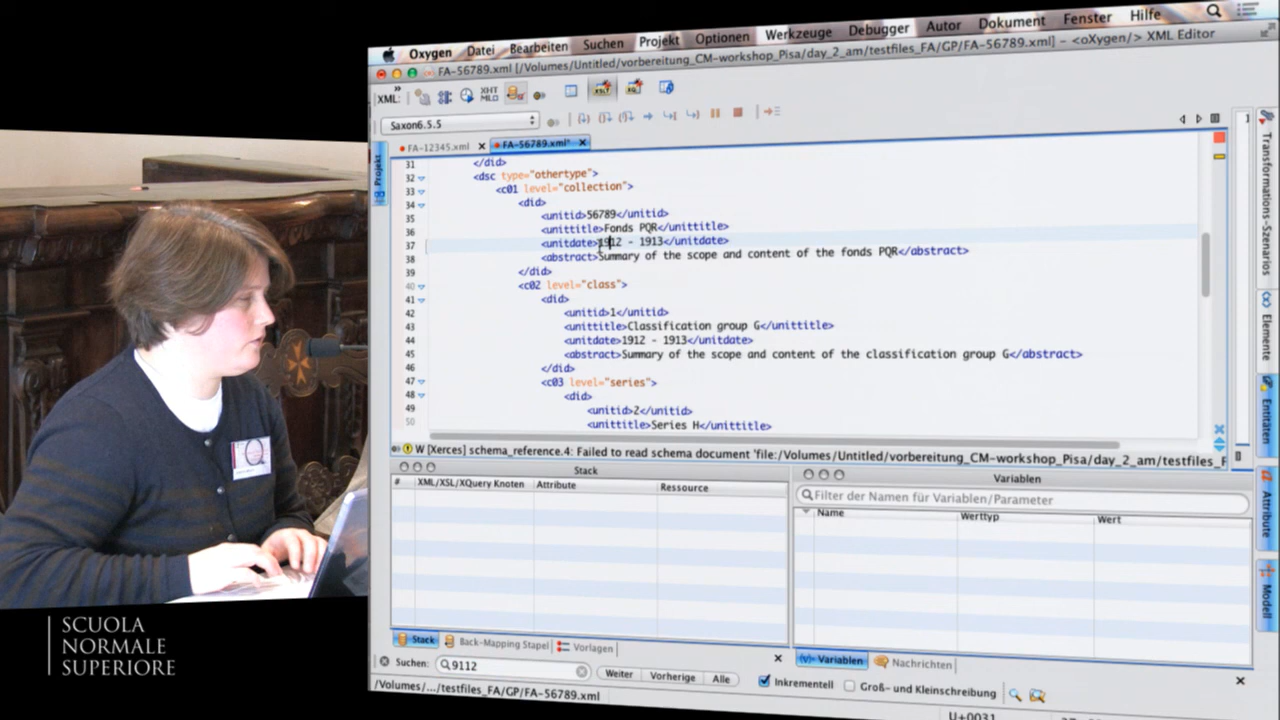 Oxygen Datei Bearbeiten Suchen Projekt Optionen Werkzeuge Debugger Autor Dokument Fenster Hilfe
FA-56789.xml [/Volumes/Untitled/vorbereitung_CM-workshop_Pisa/day_2_am/testfiles_FA/GP/FA-56789.xml] - <oXygen/> XML Editor
XML:
Saxon6.5.5
FA-12345.xml FA-56789.xml*
Projekt
31 </did>
32 <dsc type="othertype">
33 <c01 level="collection">
34 <did>
35 <unitid>56789</unitid>
36 <unittitle>Fonds PQR</unittitle>
37 <unitdate>1912 - 1913</unitdate>
38 <abstract>Summary of the scope and content of the fonds PQR</abstract>
39 </did>
40 <c02 level="class">
41 <did>
42 <unitid>1</unitid>
43 <unittitle>Classification group G</unittitle>
44 <unitdate>1912 - 1913</unitdate>
45 <abstract>Summary of the scope and content of the classification group G</abstract>
46 </did>
47 <c03 level="series">
48 <did>
49 <unitid>2</unitid>
50 <unittitle>Series H</unittitle>
Transformations-Szenarios
Elemente
Entitäten
Attribute
Modell
W [Xerces] schema_reference.4: Failed to read schema document 'file:/Volumes/Untitled/vorbereitung_CM-workshop_Pisa/day_2_am/testfiles_F
Stack
# XML/XSL/XQuery Knoten Attribute Ressource
Variablen
Filter der Namen für Variablen/Parameter
Name Werttyp Wert
Stack Back-Mapping Stapel Vorlagen
Variablen Nachrichten
Suchen: 9112 Weiter Vorherige Alle Inkrementell Groß- und Kleinschreibung
/Volumes/.../testfiles_FA/GP/FA-56789.xml
U+0031
SCUOLA
NORMALE
SUPERIORE